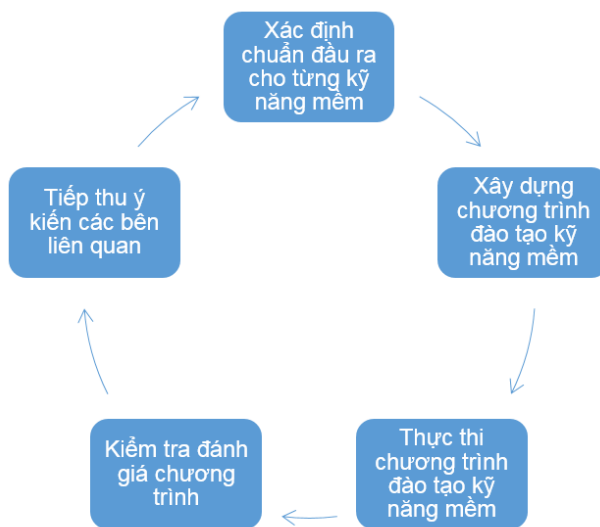 Xác định
chuẩn đầu ra
cho từng kỹ
năng mềm
Xây dựng
chương trình
đào tạo kỹ
năng mềm
Thực thi
chương trình
đào tạo kỹ
năng mềm
Kiểm tra đánh
giá chương
trình
Tiếp thu ý
kiến các bên
liên quan